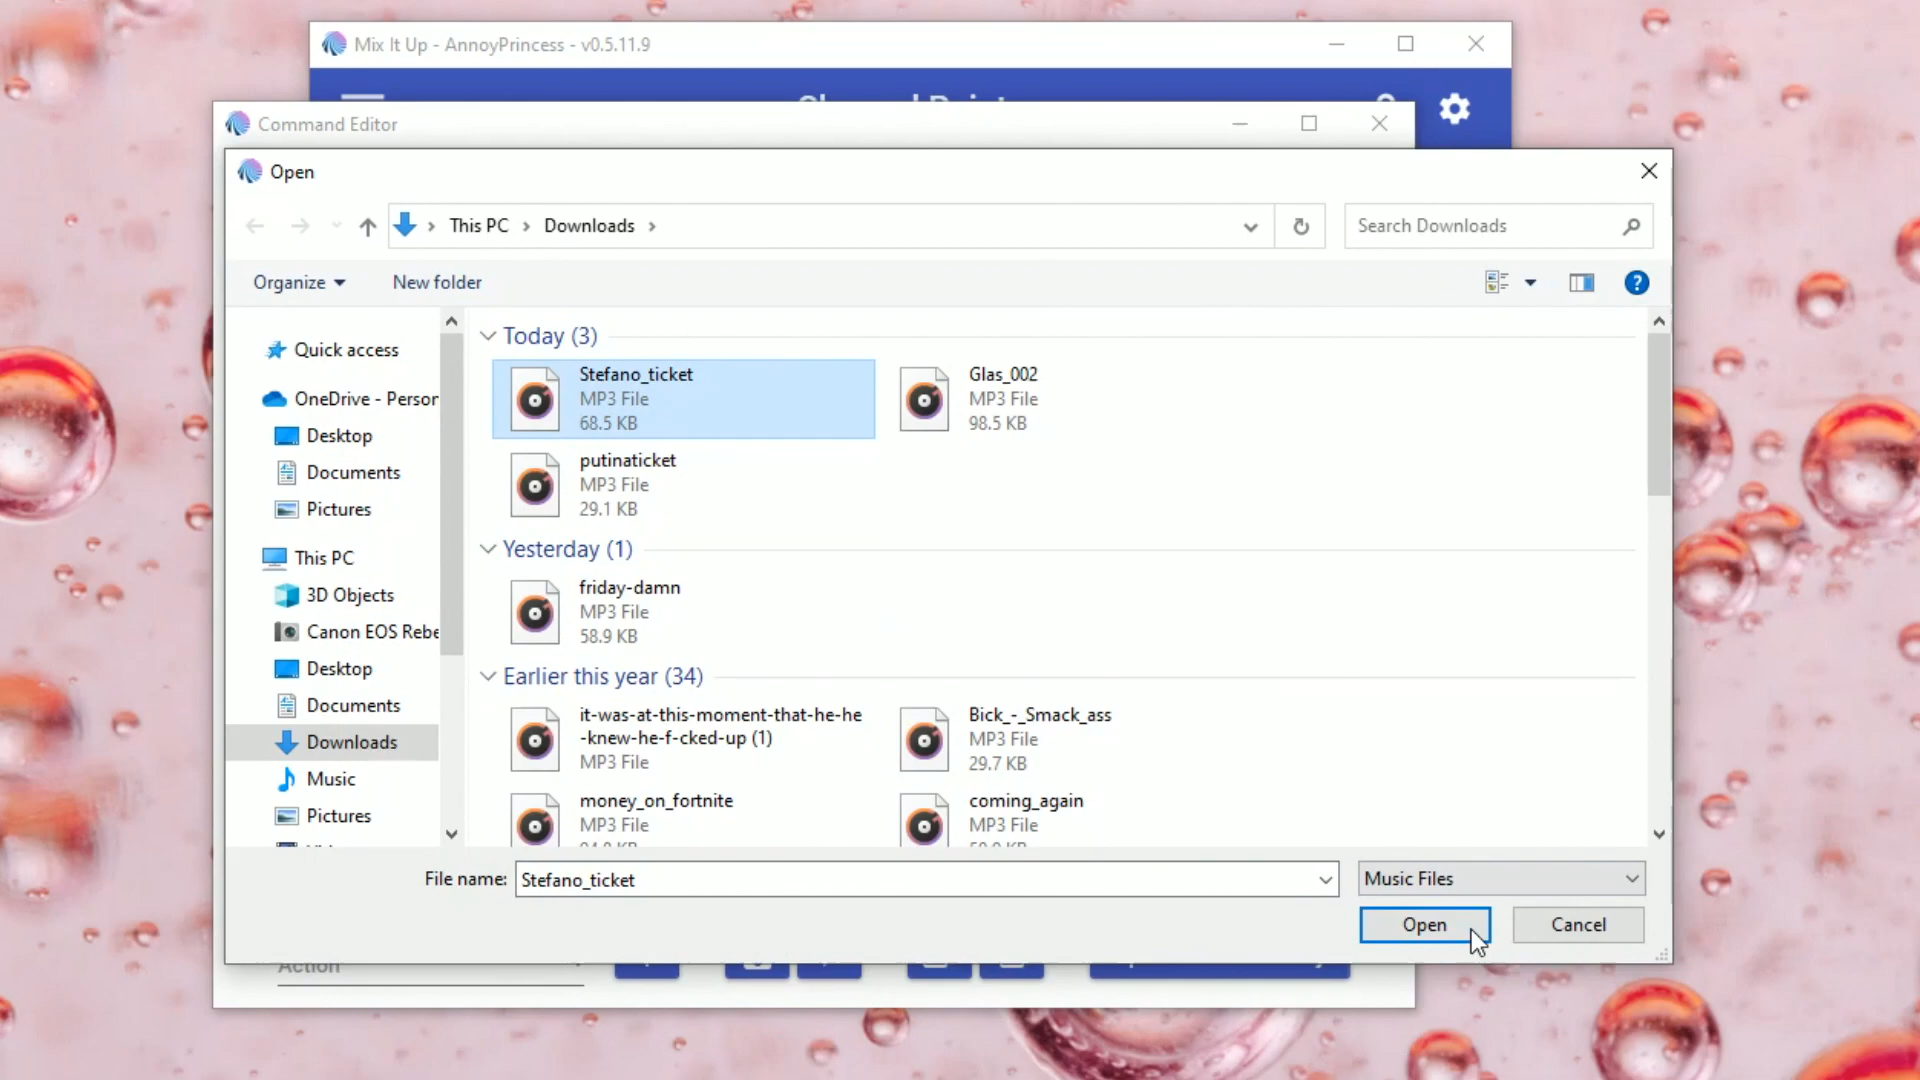 Mix It Up - AnnoyPrincess - v0.5.11.9
Command Editor
Open
This PC
Downloads
Search Downloads
Organize
New folder
Quick access
OneDrive - Person
Desktop
Documents
Pictures
This PC
3D Objects
Canon EOS Rebe
Desktop
Documents
Downloads
Music
Pictures
Today (3)
Stefano_ticket
MP3 File
68.5 KB
Glas_002
MP3 File
98.5 KB
putinaticket
MP3 File
29.1 KB
Yesterday (1)
friday-damn
MP3 File
58.9 KB
Earlier this year (34)
it-was-at-this-moment-that-he-he
-knew-he-f-cked-up (1)
MP3 File
Bick_-_Smack_ass
MP3 File
29.7 KB
money_on_fortnite
MP3 File
coming_again
MP3 File
File name:
Stefano_ticket
Music Files
Open
Cancel
Action